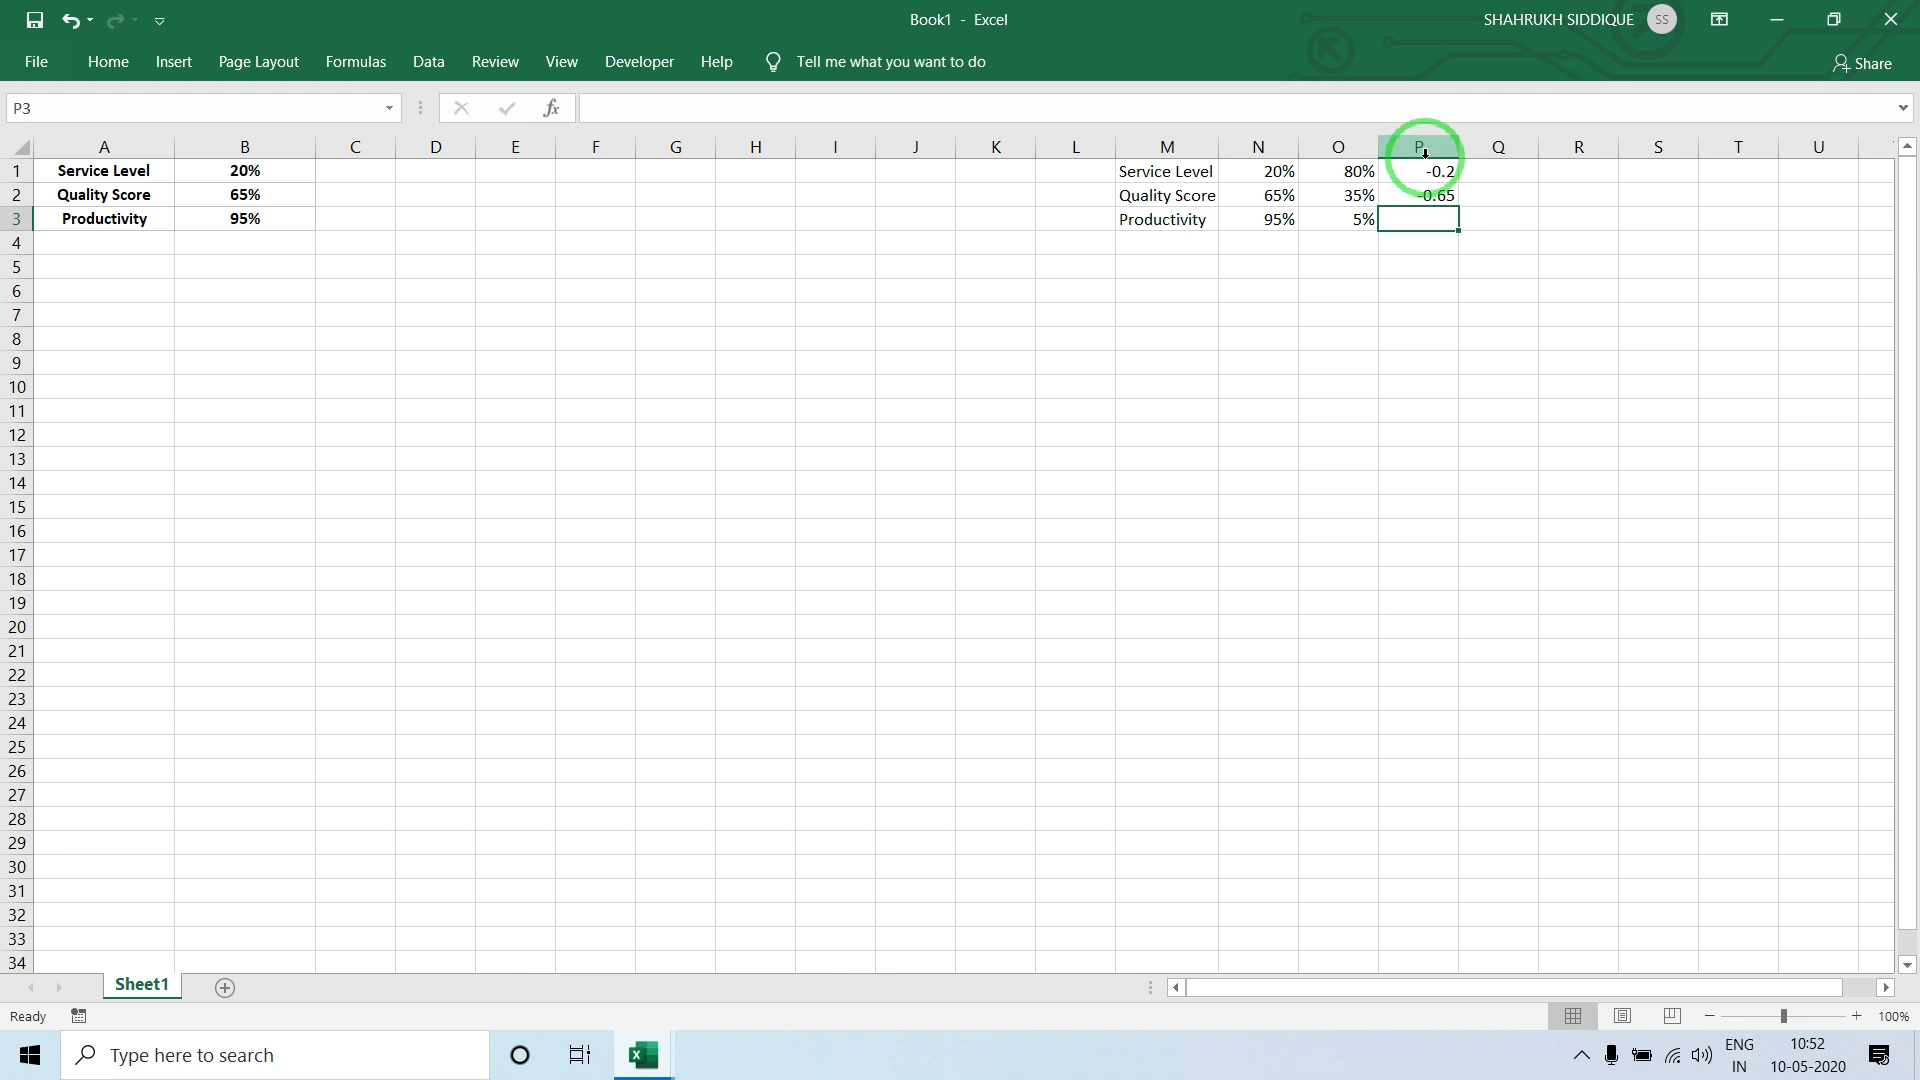 Book1 - Excel
SHAHRUKH SIDDIQUE SS
File Home Insert Page Layout Formulas Data Review View Developer Help Tell me what you want to do Share
P3 fx
A B C D E F G H I J K L M N O P Q R S T U
1 Service Level 20% Service Level 20% 80% -0.2
2 Quality Score 65% Quality Score 65% 35% -0.65
3 Productivity 95% Productivity 95% 5%
4
5
6
7
8
9
10
11
12
13
14
15
16
17
18
19
20
21
22
23
24
25
26
27
28
29
30
31
32
33
34
Sheet1
Ready 100%
Type here to search
ENG
IN
10:52
10-05-2020